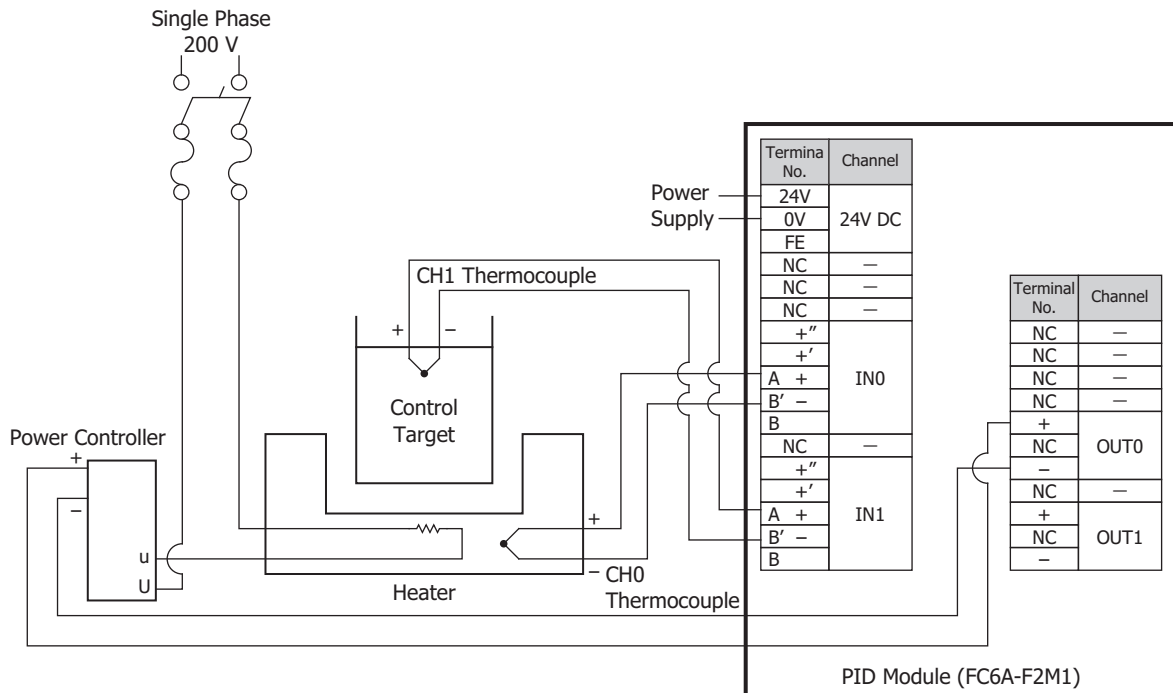 Single Phase
200 V
Power
Supply
Termina
No.
Channel
24V
0V
FE
24V DC
NC —
NC —
NC —
+″
+′
A +
B′ −
B
IN0
NC —
+″
+′
A +
B′ −
B
IN1
Terminal
No.
Channel
NC —
NC —
NC —
NC —
+
NC
−
OUT0
NC —
+
NC
−
OUT1
CH1 Thermocouple
+ −
Control
Target
Power Controller
+
−
u
U
+
− CH0
Thermocouple
Heater
PID Module (FC6A-F2M1)